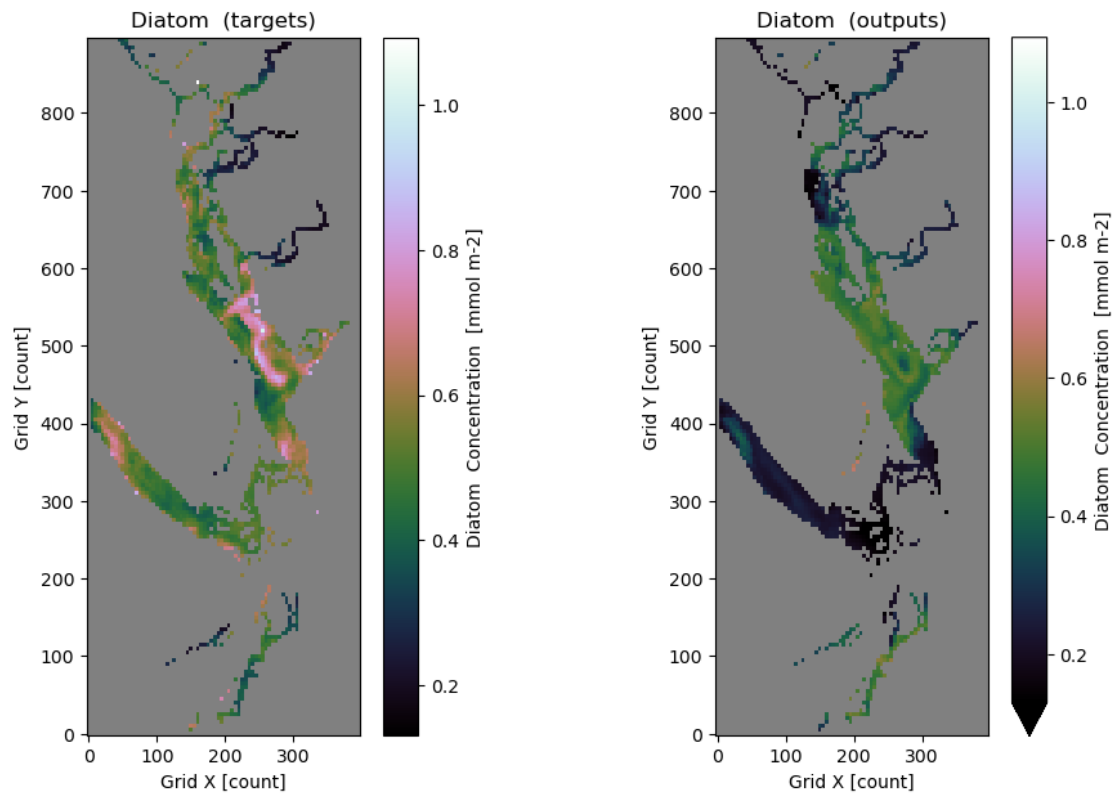 Diatom (targets)
800
700
600
500
400
300
200
100
0
Grid Y [count]
0 100 200 300
Grid X [count]
1.0
0.8
0.6
0.4
0.2
Diatom Concentration [mmol m-2]
Diatom (outputs)
800
700
600
500
400
300
200
100
0
Grid Y [count]
0 100 200 300
Grid X [count]
1.0
0.8
0.6
0.4
0.2
Diatom Concentration [mmol m-2]